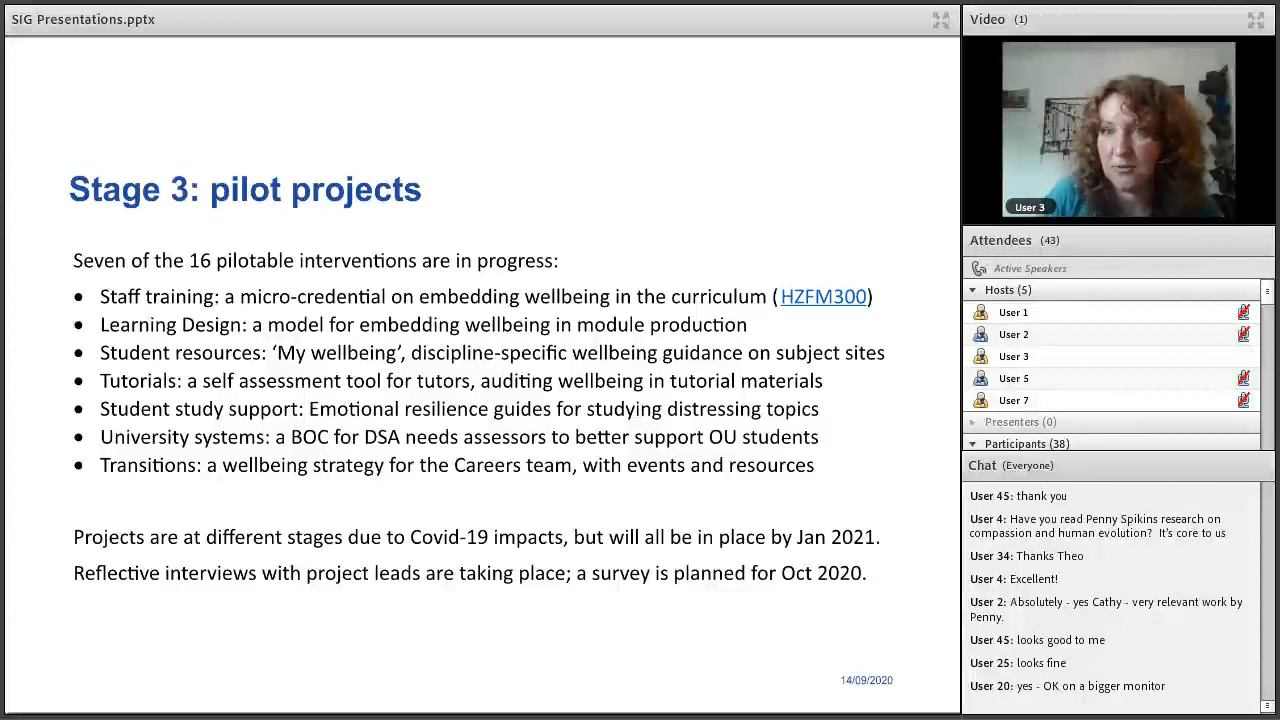 SIG Presentations.pptx
Stage 3: pilot projects
Seven of the 16 pilotable interventions are in progress:
• Staff training: a micro-credential on embedding wellbeing in the curriculum (HZFM300)
• Learning Design: a model for embedding wellbeing in module production
• Student resources: ‘My wellbeing’, discipline-specific wellbeing guidance on subject sites
• Tutorials: a self assessment tool for tutors, auditing wellbeing in tutorial materials
• Student study support: Emotional resilience guides for studying distressing topics
• University systems: a BOC for DSA needs assessors to better support OU students
• Transitions: a wellbeing strategy for the Careers team, with events and resources
Projects are at different stages due to Covid-19 impacts, but will all be in place by Jan 2021.
Reflective interviews with project leads are taking place; a survey is planned for Oct 2020.
14/09/2020
Video (1)
User 3
Attendees (43)
Active Speakers
Hosts (5)
User 1
User 2
User 3
User 5
User 7
Presenters (0)
Participants (38)
Chat (Everyone)
User 45: thank you
User 4: Have you read Penny Spikins research on
compassion and human evolution? It's core to us
User 34: Thanks Theo
User 4: Excellent!
User 2: Absolutely - yes Cathy - very relevant work by
Penny.
User 45: looks good to me
User 25: looks fine
User 20: yes - OK on a bigger monitor